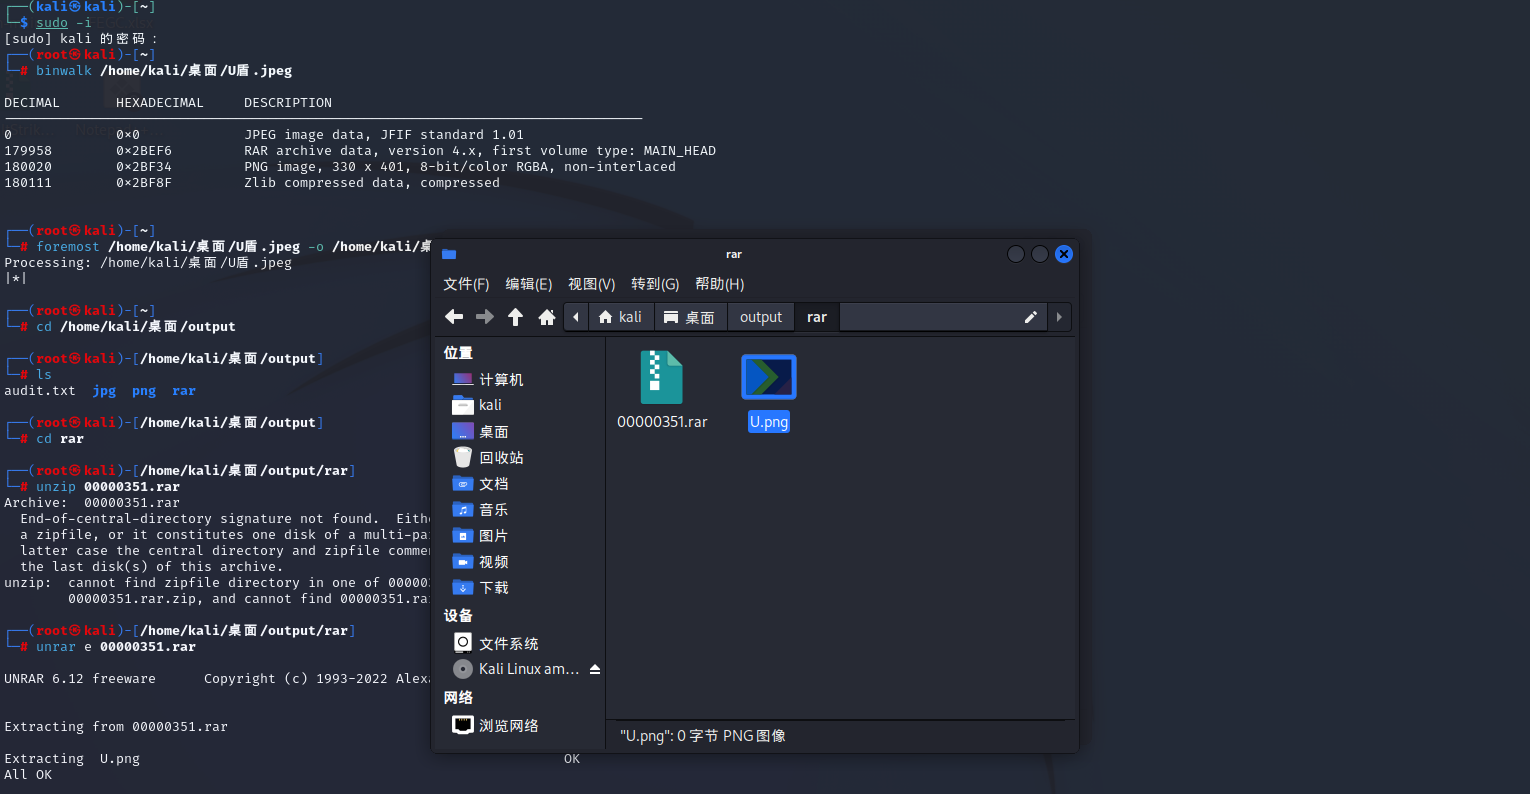 (kali㉿kali)-[~]
$ sudo -i
[sudo] kali 的密码：
(root㉿kali)-[~]
# binwalk /home/kali/桌面/U盾.jpeg
DECIMAL HEXADECIMAL DESCRIPTION
--------------------------------------------------------------------------------
0 0x0 JPEG image data, JFIF standard 1.01
179958 0x2BEF6 RAR archive data, version 4.x, first volume type: MAIN_HEAD
180020 0x2BF34 PNG image, 330 x 401, 8-bit/color RGBA, non-interlaced
180111 0x2BF8F Zlib compressed data, compressed
(root㉿kali)-[~]
# foremost /home/kali/桌面/U盾.jpeg -o /home/kali/
Processing: /home/kali/桌面/U盾.jpeg
|*|
(root㉿kali)-[~]
# cd /home/kali/桌面/output
(root㉿kali)-[/home/kali/桌面/output]
# ls
audit.txt jpg png rar
(root㉿kali)-[/home/kali/桌面/output]
# cd rar
(root㉿kali)-[/home/kali/桌面/output/rar]
# unzip 00000351.rar
Archive: 00000351.rar
End-of-central-directory signature not found.
a zipfile, or it constitutes one disk of a
latter case the central directory and zipfile
the last disk(s) of this archive.
unzip: cannot find zipfile directory in one of
00000351.rar.zip, and cannot find
(root㉿kali)-[/home/kali/桌面/output/rar]
# unrar e 00000351.rar
UNRAR 6.12 freeware Copyright (c) 1993-2022
Extracting from 00000351.rar
Extracting U.png OK
All OK
rar
文件(F) 编辑(E) 视图(V) 转到(G) 帮助(H)
kali 桌面 output rar
位置
计算机
kali
桌面
回收站
文档
音乐
图片
视频
下载
设备
文件系统
Kali Linux am...
网络
浏览网络
00000351.rar U.png
"U.png": 0 字节 PNG 图像